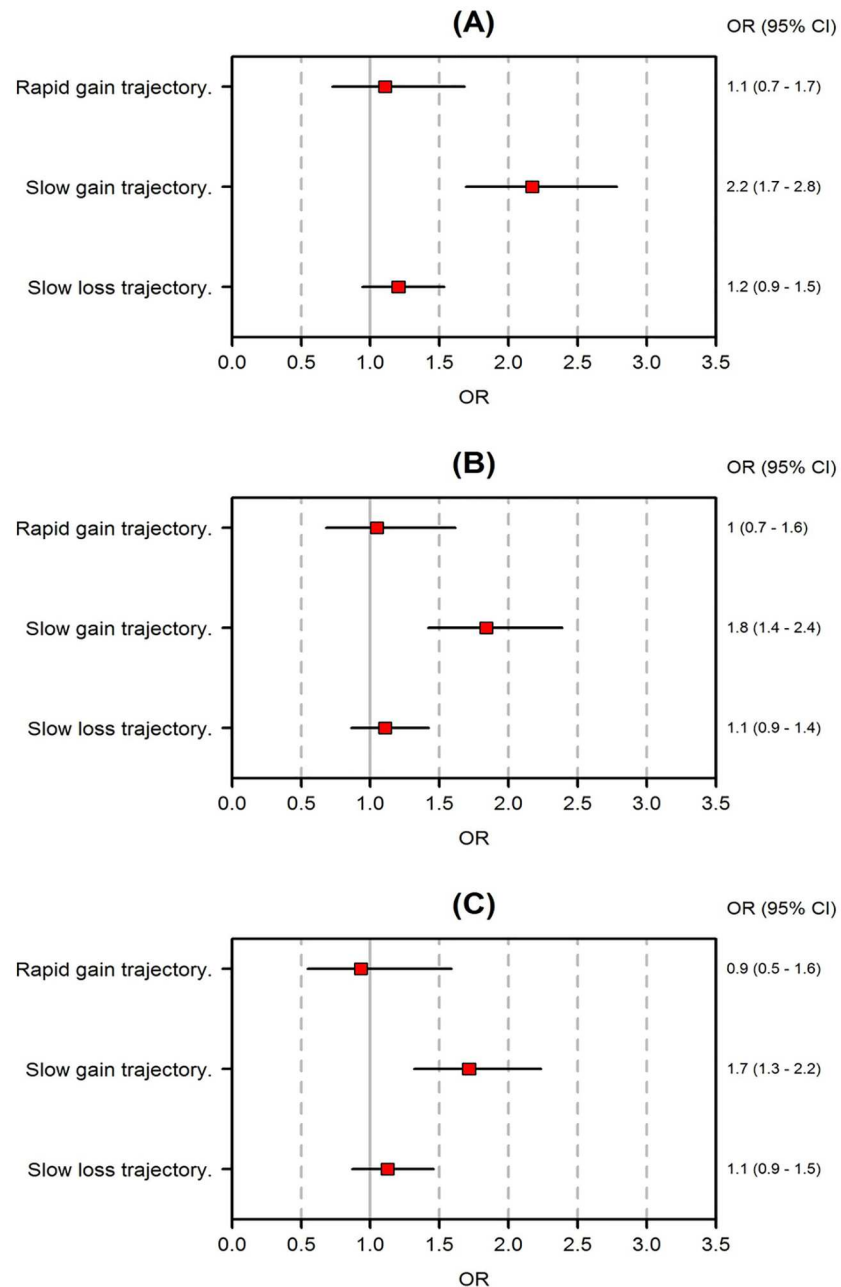 (A)
OR (95% CI)
Rapid gain trajectory. 1.1 (0.7 - 1.7)
Slow gain trajectory. 2.2 (1.7 - 2.8)
Slow loss trajectory. 1.2 (0.9 - 1.5)
0.0 0.5 1.0 1.5 2.0 2.5 3.0 3.5
OR
(B)
OR (95% CI)
Rapid gain trajectory. 1 (0.7 - 1.6)
Slow gain trajectory. 1.8 (1.4 - 2.4)
Slow loss trajectory. 1.1 (0.9 - 1.4)
0.0 0.5 1.0 1.5 2.0 2.5 3.0 3.5
OR
(C)
OR (95% CI)
Rapid gain trajectory. 0.9 (0.5 - 1.6)
Slow gain trajectory. 1.7 (1.3 - 2.2)
Slow loss trajectory. 1.1 (0.9 - 1.5)
0.0 0.5 1.0 1.5 2.0 2.5 3.0 3.5
OR